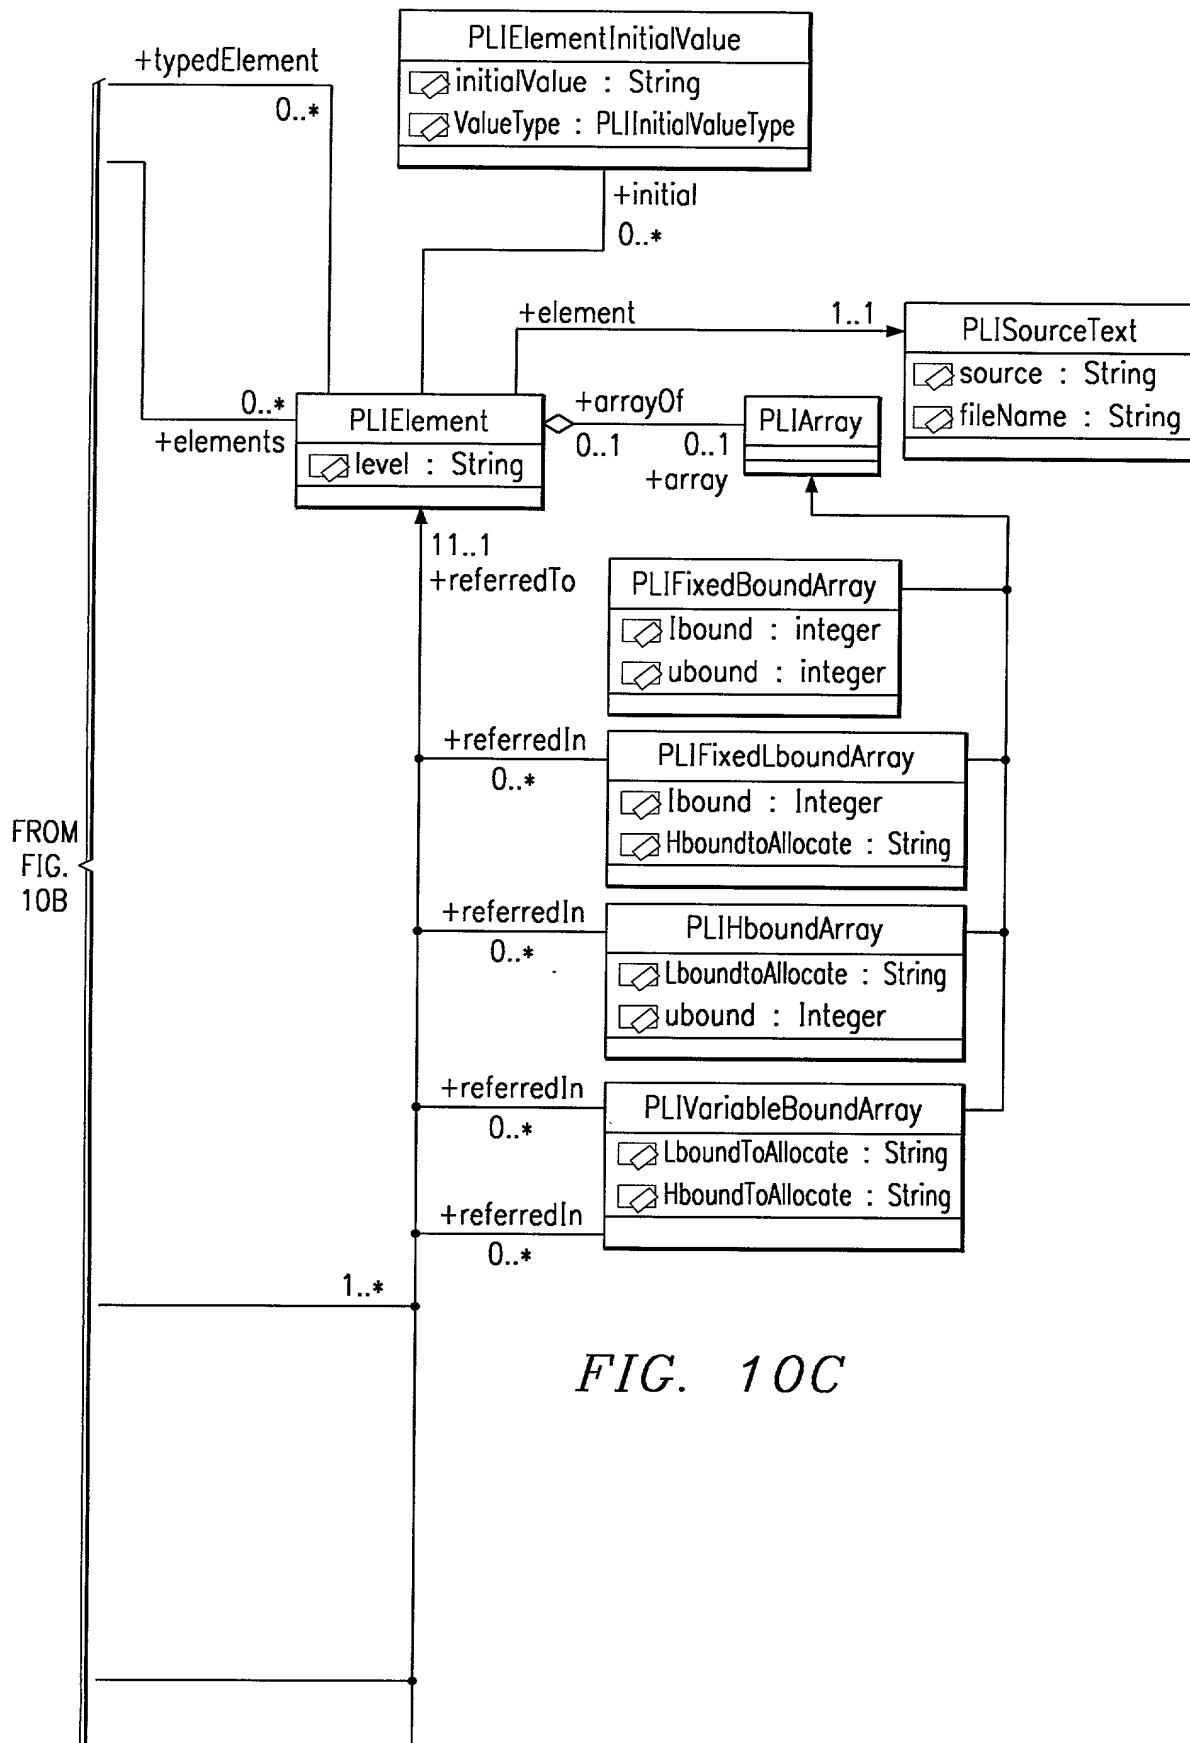 PLIElementInitialValue
initialValue : String
ValueType : PLIInitialValueType
+typedElement
0..*
+initial
0..*
+element
1..1
PLISourceText
source : String
fileName : String
0..*
+elements
PLIElement
level : String
+arrayOf
0..1
0..1
+array
PLIArray
11..1
+referredTo
PLIFixedBoundArray
Ibound : integer
ubound : integer
+referredIn
0..*
PLIFixedLboundArray
Ibound : Integer
HboundtoAllocate : String
FROM
FIG.
10B
+referredIn
0..*
PLIHboundArray
LboundtoAllocate : String
ubound : Integer
+referredIn
0..*
PLIVariableBoundArray
LboundToAllocate : String
HboundToAllocate : String
+referredIn
0..*
1..*
FIG. 10C